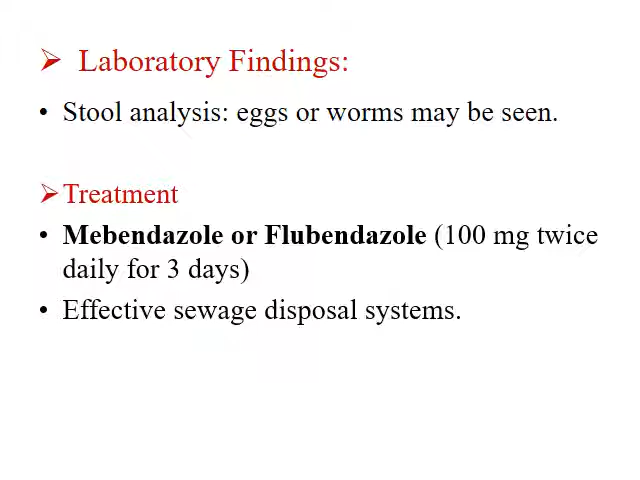 ➢ Laboratory Findings:
• Stool analysis: eggs or worms may be seen.
➢ Treatment
• Mebendazole or Flubendazole (100 mg twice
daily for 3 days)
• Effective sewage disposal systems.